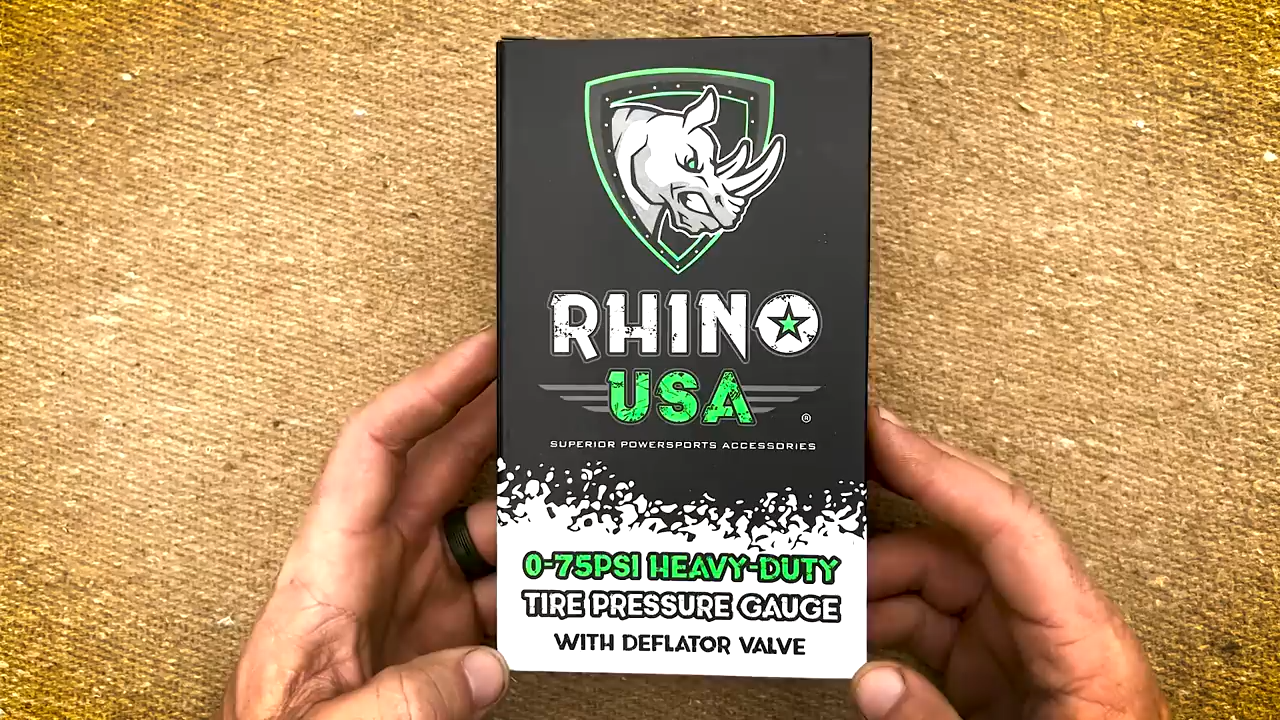 RHINO
USA
®
SUPERIOR POWERSPORTS ACCESSORIES
0-75PSI HEAVY-DUTY
TIRE PRESSURE GAUGE
WITH DEFLATOR VALVE